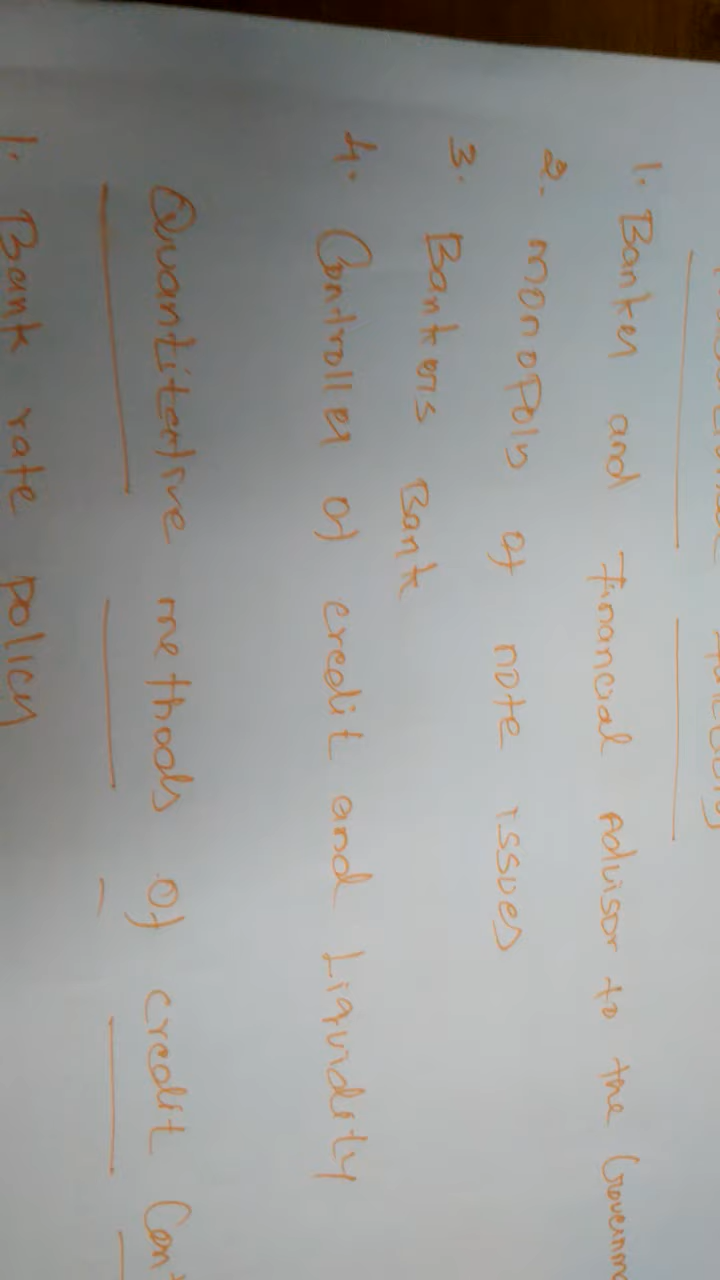 1. Banker and Financial Advisor to the
2. monopoly of note issues
3. Bankers Bank
4. Controller of credit and Liquidity
Quantitative methods of credit
1. Bank rate policy